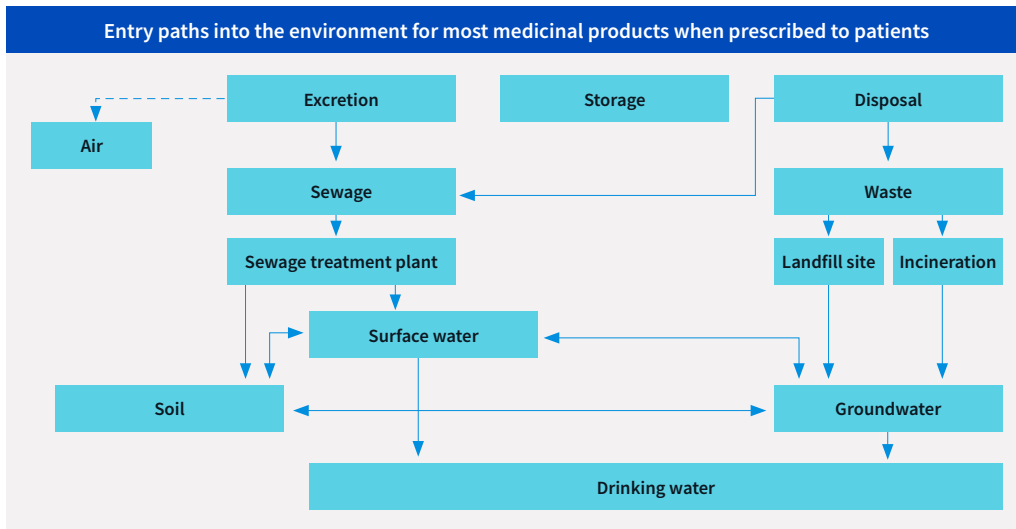 Entry paths into the environment for most medicinal products when prescribed to patients
Excretion
Storage
Disposal
Air
Sewage
Waste
Sewage treatment plant
Landfill site
Incineration
Surface water
Soil
Groundwater
Drinking water